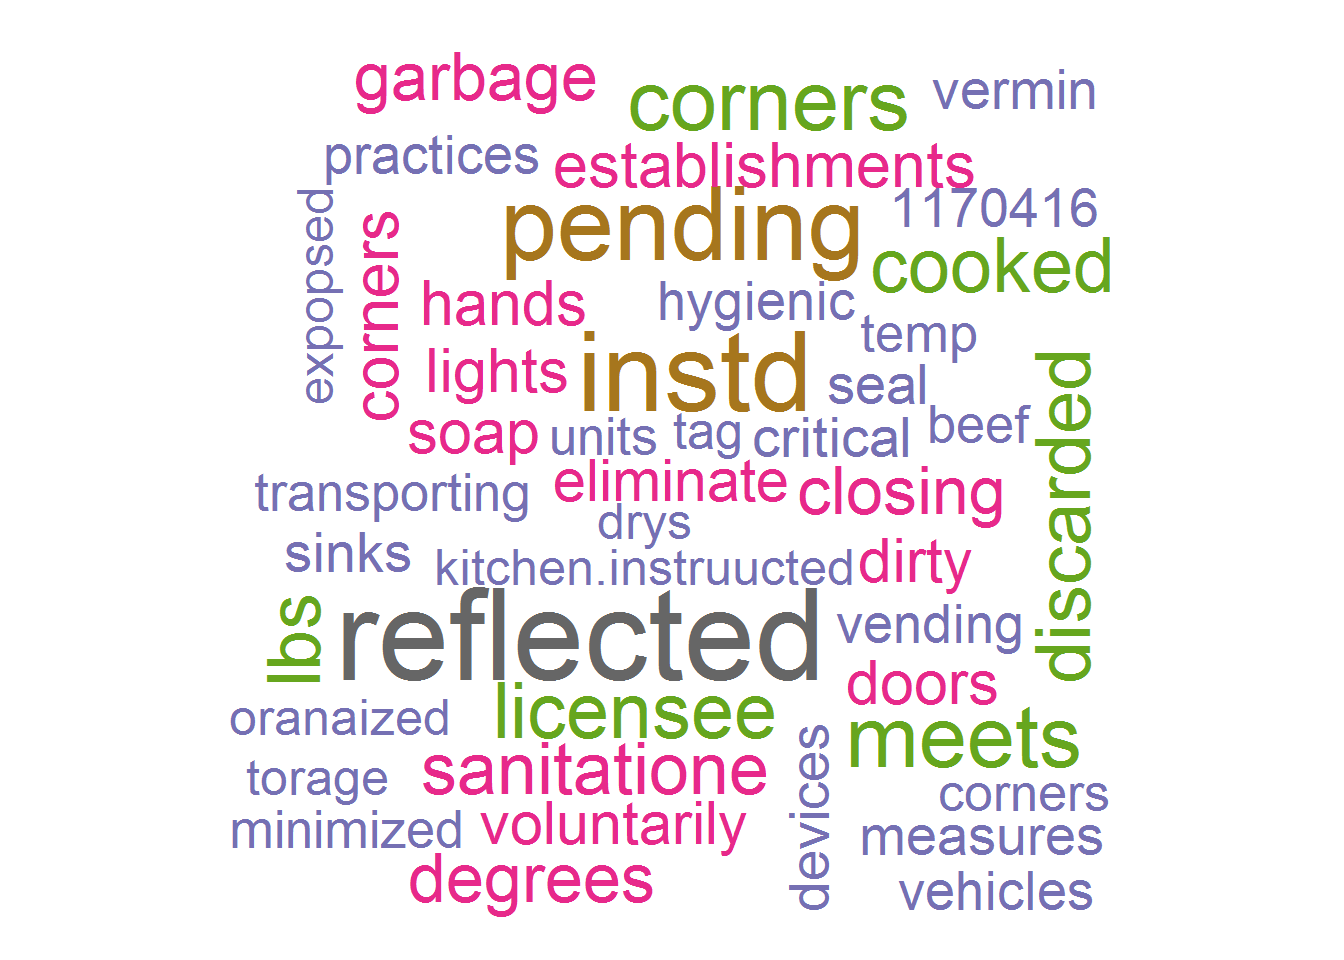 garbage
corners
vermin
practices
establishments
expopsed
corners
pending
1170416
cooked
hands
hygienic
temp
lights
instd
seal
discarded
soap
units
tag
critical
beef
transporting
eliminate
closing
drys
sinks
kitchen.instruucted
dirty
lbs
reflected
vending
doors
oranaized
licensee
meets
torage
sanitatione
devices
corners
minimized
voluntarily
measures
degrees
vehicles